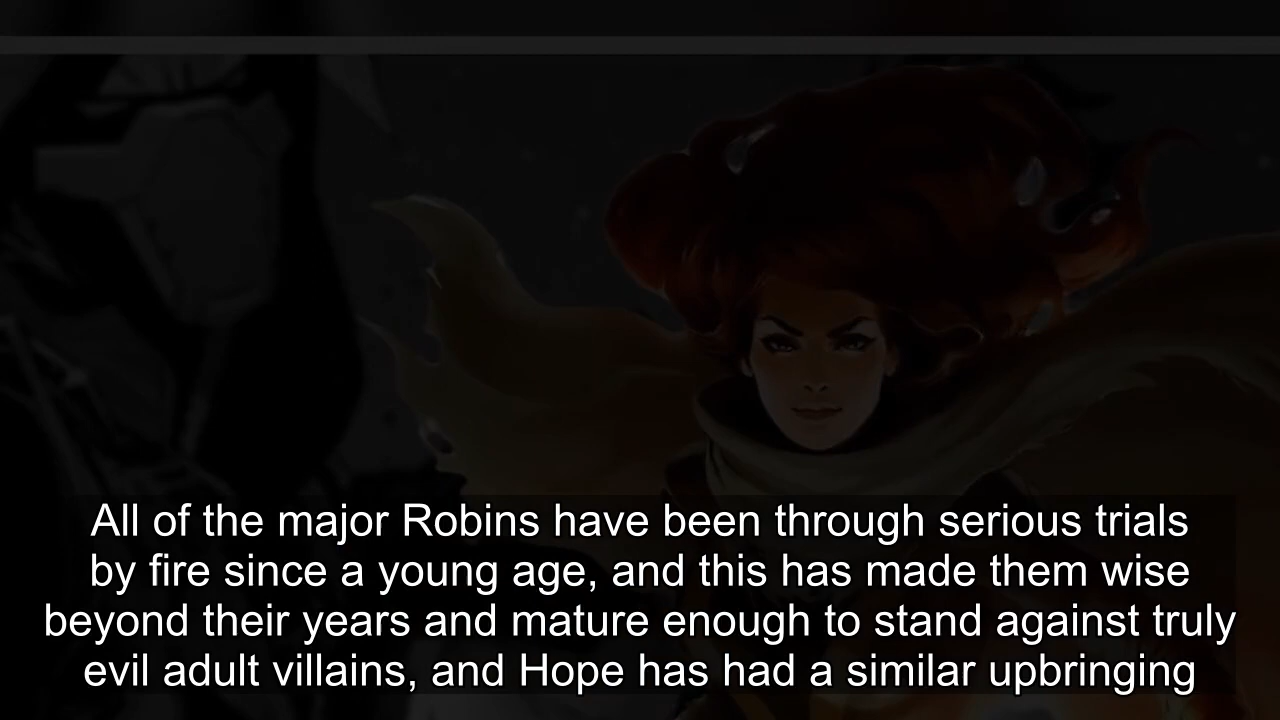 All of the major Robins have been through serious trials
by fire since a young age, and this has made them wise
beyond their years and mature enough to stand against truly
evil adult villains, and Hope has had a similar upbringing